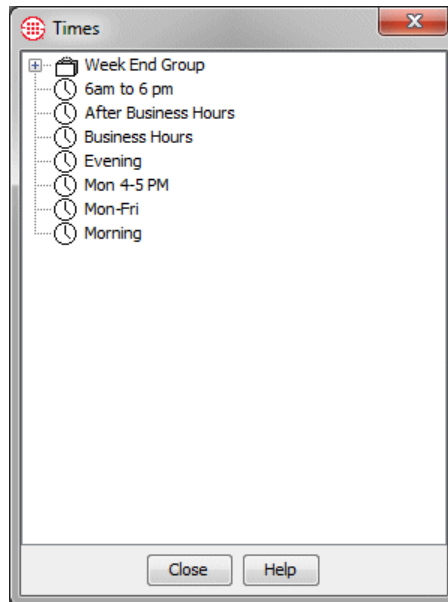 Times
Week End Group
6am to 6 pm
After Business Hours
Business Hours
Evening
Mon 4-5 PM
Mon-Fri
Morning
Close Help